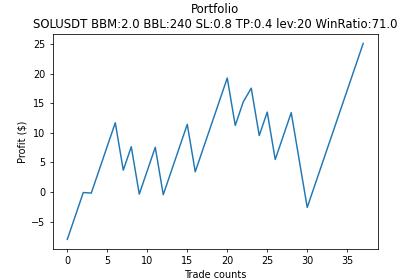 Portfolio
SOLUSDT BBM:2.0 BBL:240 SL:0.8 TP:0.4 lev:20 WinRatio:71.0
25
20
15
10
5
0
−5
Profit ($)
0 5 10 15 20 25 30 35
Trade counts